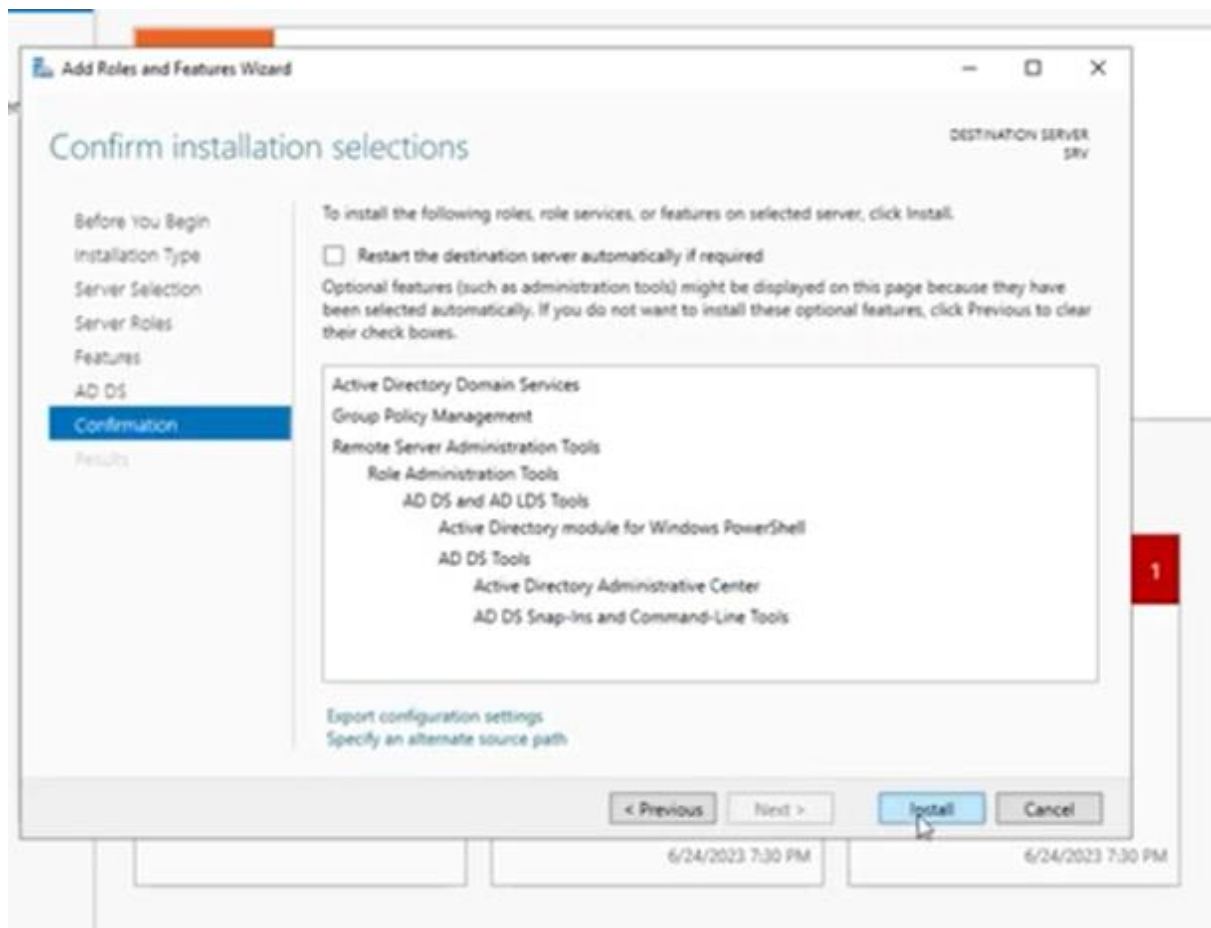 Add Roles and Features Wizard
Confirm installation selections
DESTINATION SERVER
SRV
Before You Begin
Installation Type
Server Selection
Server Roles
Features
AD DS
Confirmation
Results
To install the following roles, role services, or features on selected server, click Install.
Restart the destination server automatically if required
Optional features (such as administration tools) might be displayed on this page because they have
been selected automatically. If you do not want to install these optional features, click Previous to clear
their check boxes.
Active Directory Domain Services
Group Policy Management
Remote Server Administration Tools
Role Administration Tools
AD DS and AD LDS Tools
Active Directory module for Windows PowerShell
AD DS Tools
Active Directory Administrative Center
AD DS Snap-Ins and Command-Line Tools
Export configuration settings
Specify an alternate source path
< Previous
Next >
Install
Cancel
1
6/24/2023 7:30 PM
6/24/2023 7:30 PM